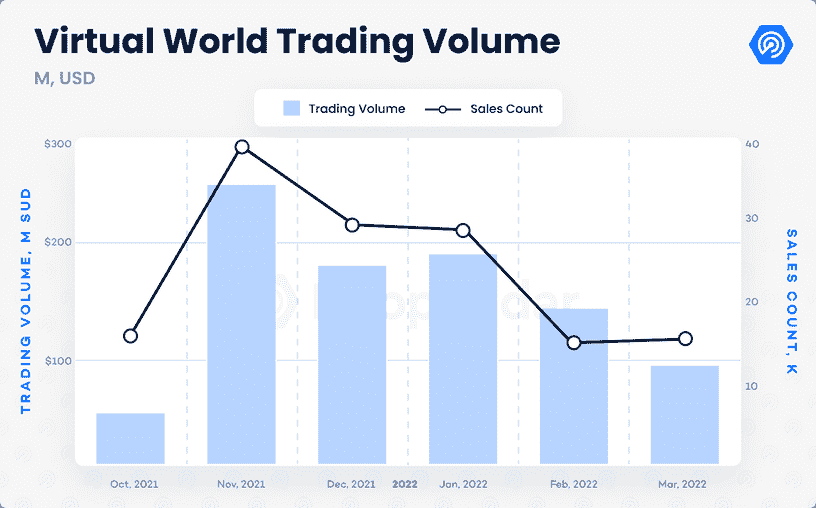 Virtual World Trading Volume
M, USD
Trading Volume
Sales Count
$300
$200
$100
40
30
20
10
TRADING VOLUME, M SUD
SALES COUNT, K
Oct, 2021
Nov, 2021
Dec, 2021
2022
Jan, 2022
Feb, 2022
Mar, 2022